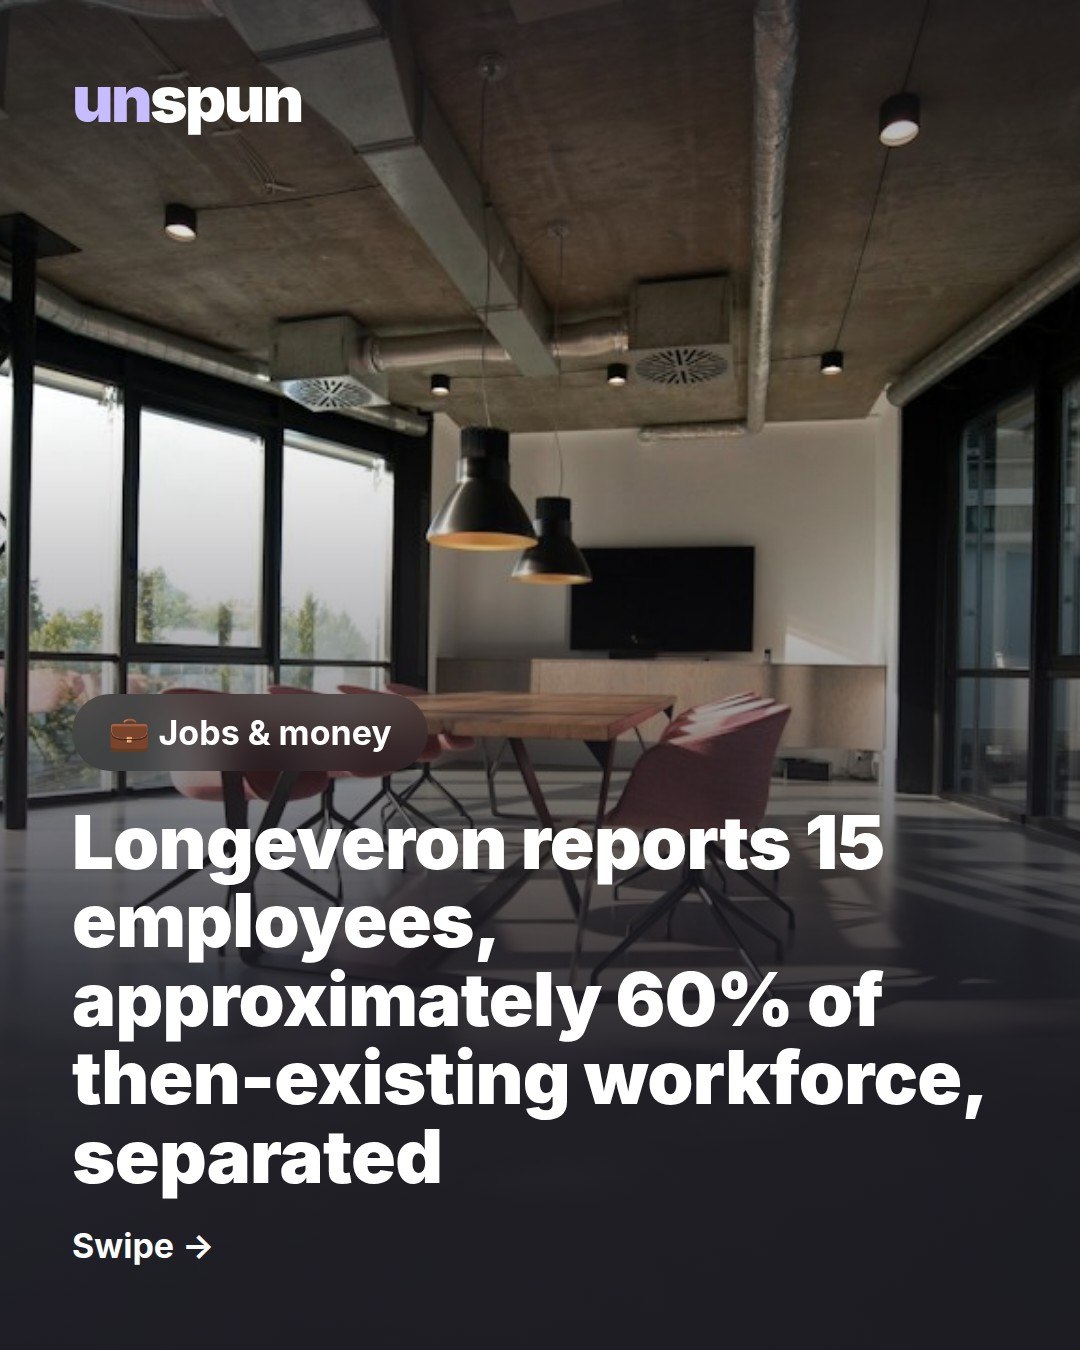 unspun
💼 Jobs & money
Longeveron reports 15
employees,
approximately 60% of
then-existing workforce,
separated
Swipe →